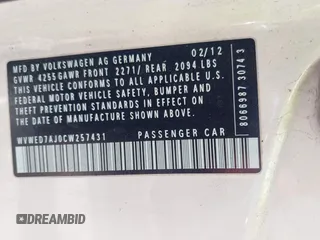 MFD BY VOLKSWAGEN AG GERMANY 02/12
GVWR 4255 GAWR FRONT 2271/ REAR 2094 LBS
THIS VEHICLE CONFORMS TO ALL APPLICABLE
FEDERAL MOTOR VEHICLE SAFETY, BUMPER AND
THEFT PREVENTION STANDARDS IN EFFECT ON
THE DATE OF MANUFACTURE SHOWN ABOVE.
WVWED7AJ0CW257431 PASSENGER CAR
8066987 3074 3
AUTOBIDMASTER